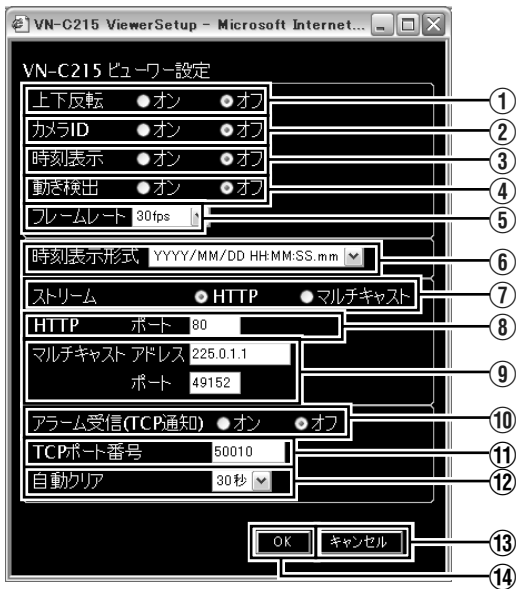 VN-C215 ViewerSetup - Microsoft Internet...
VN-C215 ビューワー設定
上下反転 オン オフ ①
カメラID オン オフ ②
時刻表示 オン オフ ③
動き検出 オン オフ ④
フレームレート 30fps ⑤
時刻表示形式 YYYY/MM/DD HH:MM:SS.mm ⑥
ストリーム HTTP マルチキャスト ⑦
HTTP ポート 80 ⑧
マルチキャスト アドレス 225.0.1.1
ポート 49152 ⑨
アラーム受信(TCP通知) オン オフ ⑩
TCPポート番号 50010 ⑪
自動クリア 30秒 ⑫
OK キャンセル ⑬
⑭